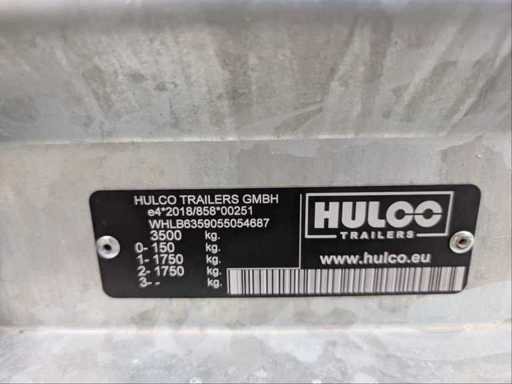 HULCO TRAILERS GMBH
e4*2018/858*00251
WHLB6359055054687
3500 kg.
0- 150 kg.
1- 1750 kg.
2- 1750 kg.
3- - kg.
HULCO
TRAILERS
www.hulco.eu